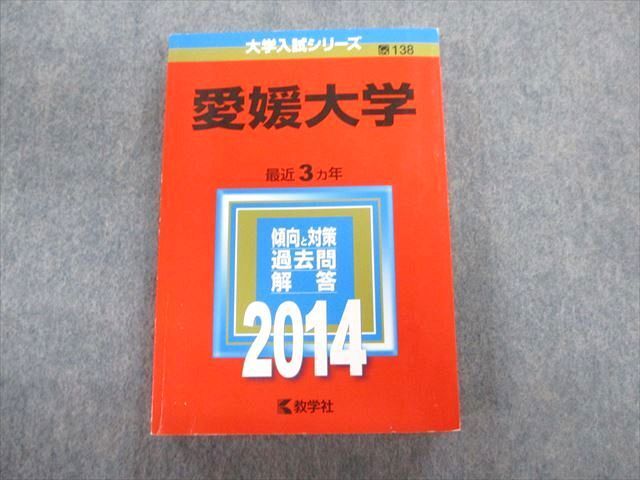 大学入試シリーズ
138
愛媛大学
最近3カ年
傾向と対策
過去問
解答
2014
教学社